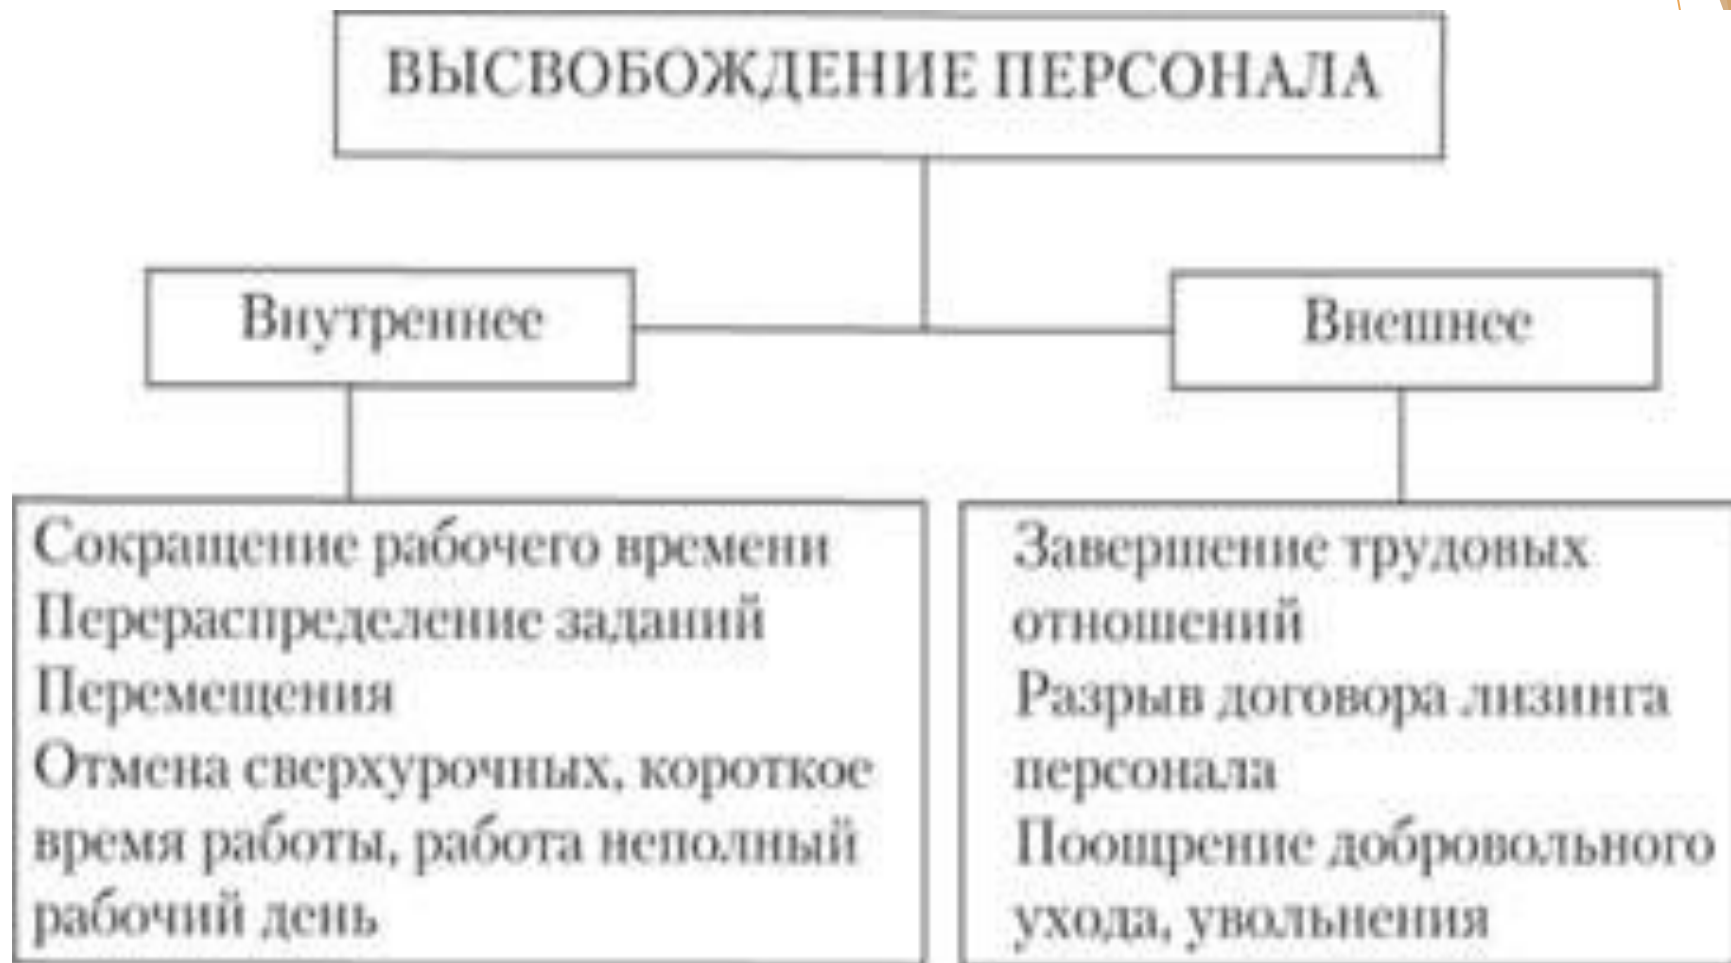 ВЫСВОБОЖДЕНИЕ ПЕРСОНАЛА
Внутреннее
Внешнее
Сокращение рабочего времени
Перераспределение заданий
Перемещения
Отмена сверхурочных, короткое
время работы, работа неполный
рабочий день
Завершение трудовых
отношений
Разрыв договора лизинга
персонала
Поощрение добровольного
ухода, увольнения